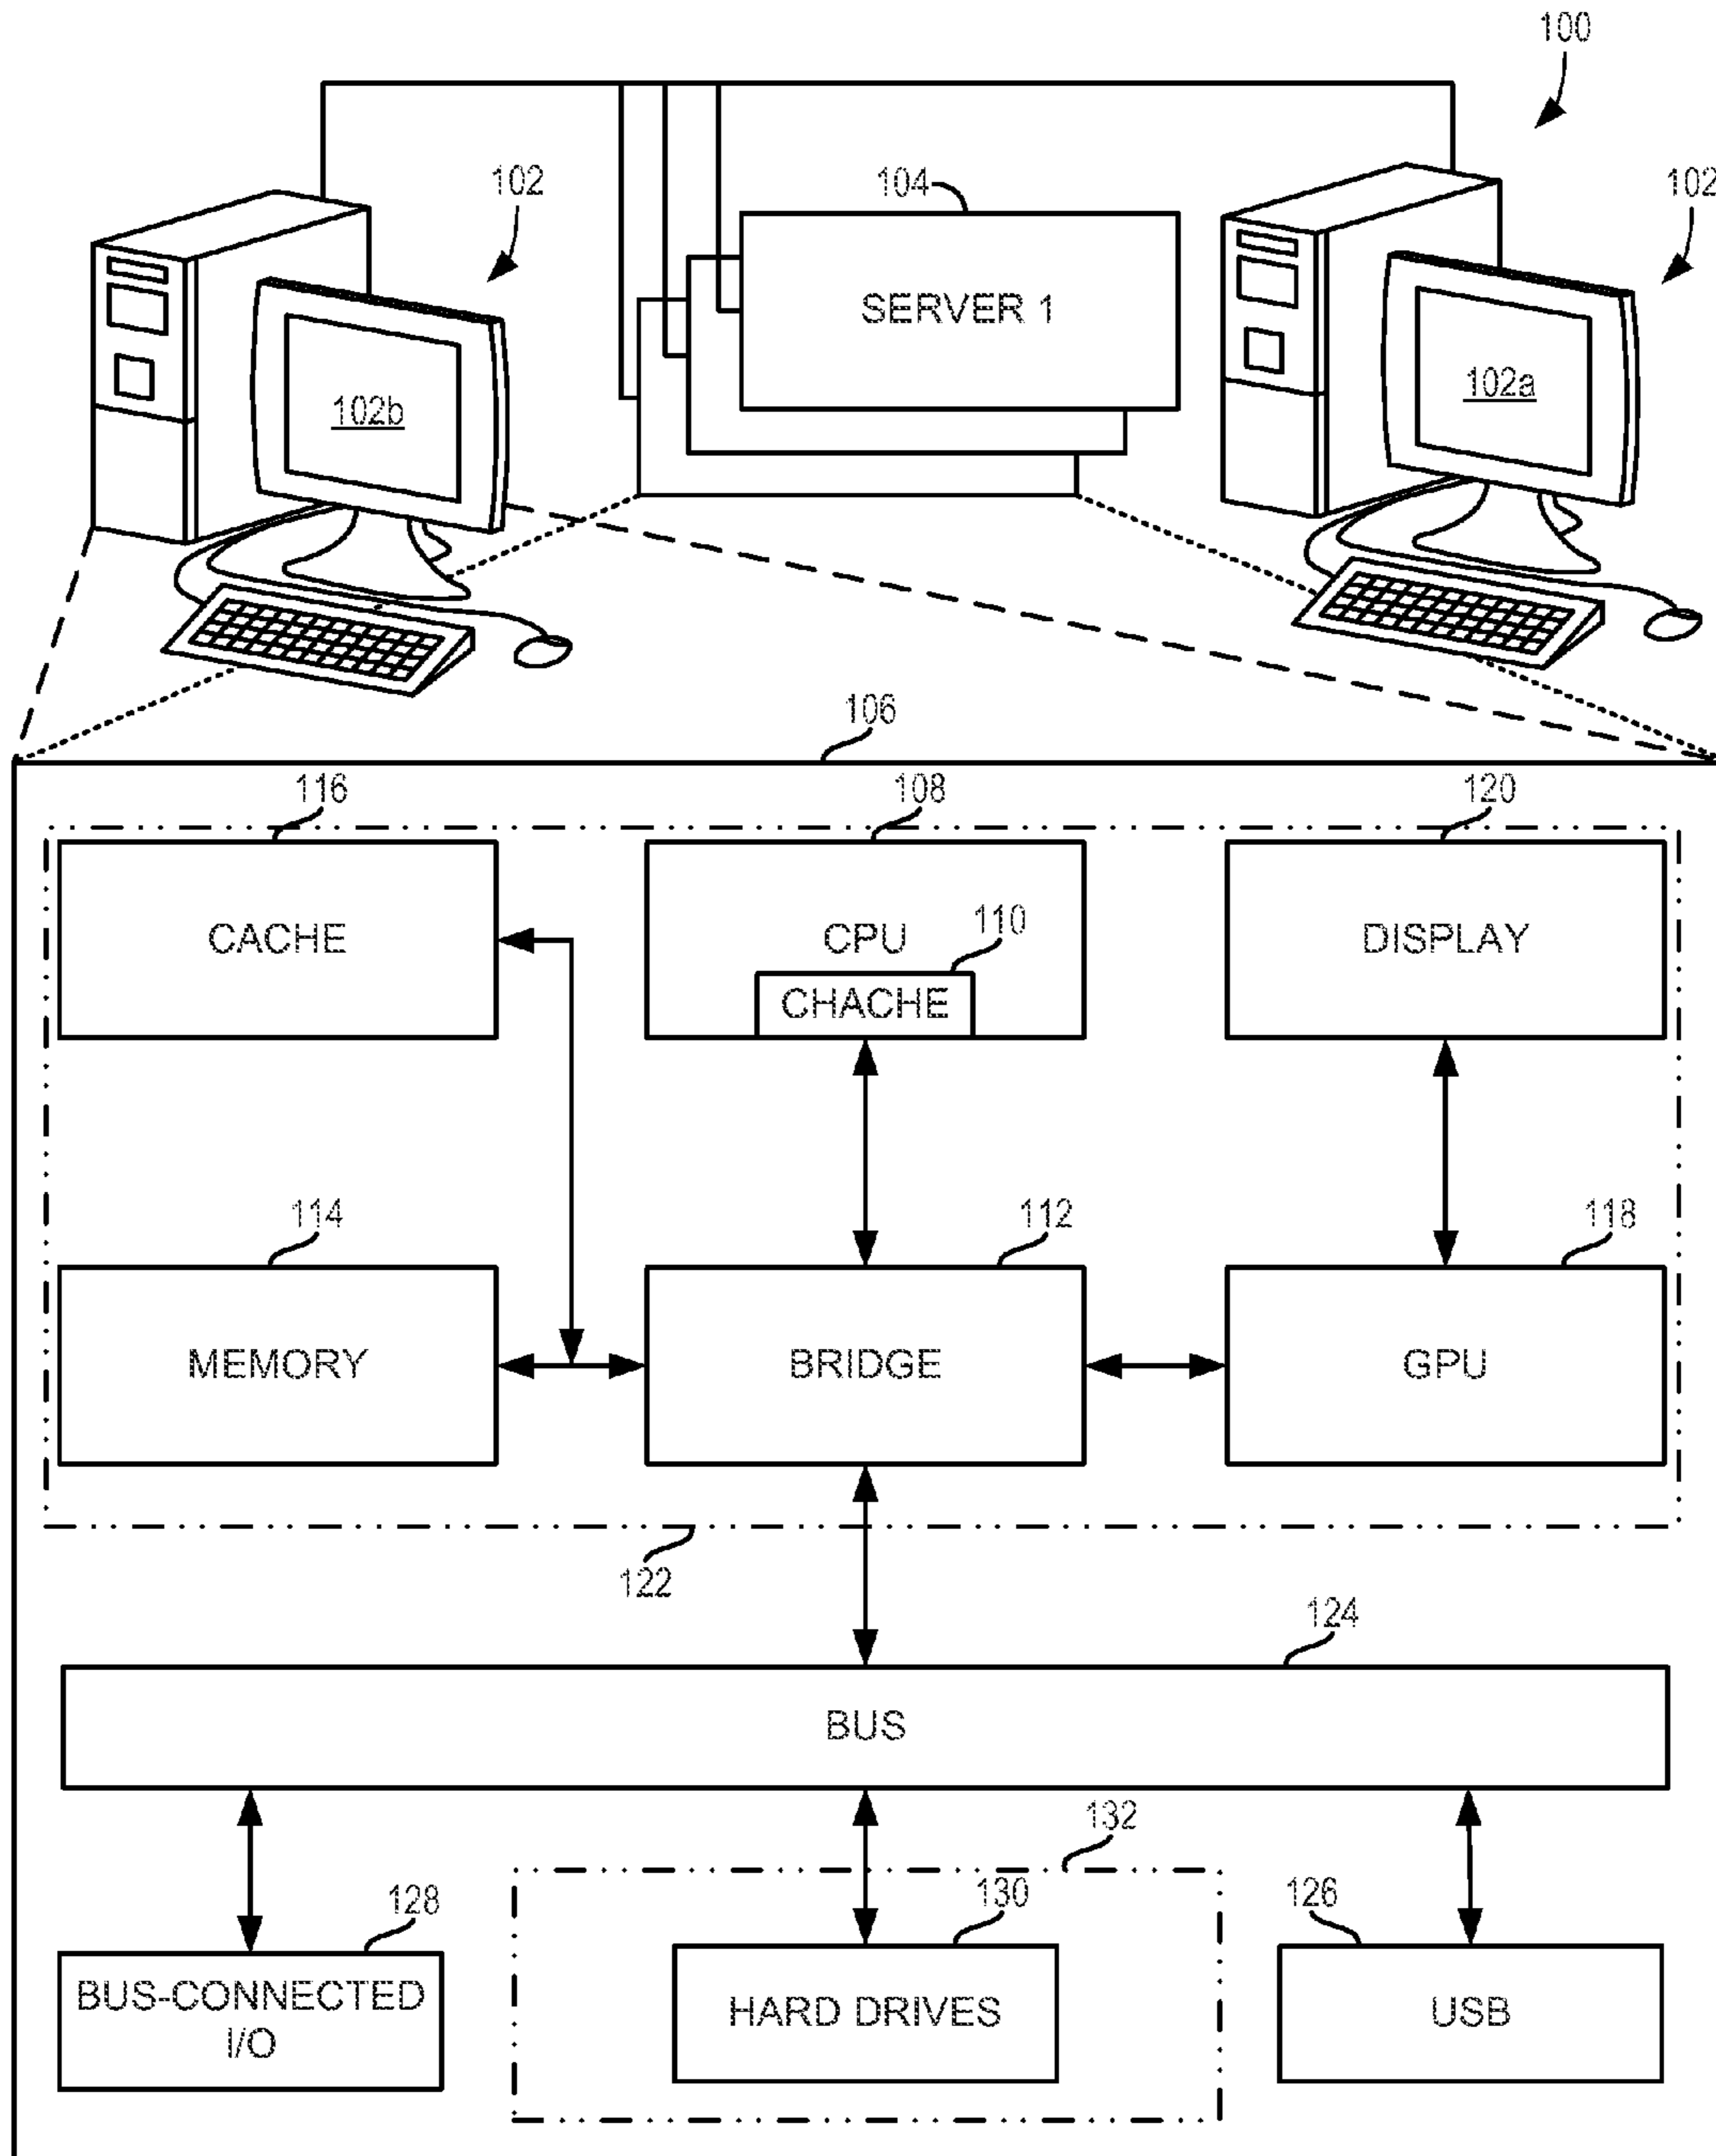 100
102
104
102
SERVER 1
102b
102a
106
116
108
120
CACHE
CPU
110
CHACHE
DISPLAY
114
112
118
MEMORY
BRIDGE
GPU
122
124
BUS
132
128
130
126
BUS-CONNECTED
I/O
HARD DRIVES
USB